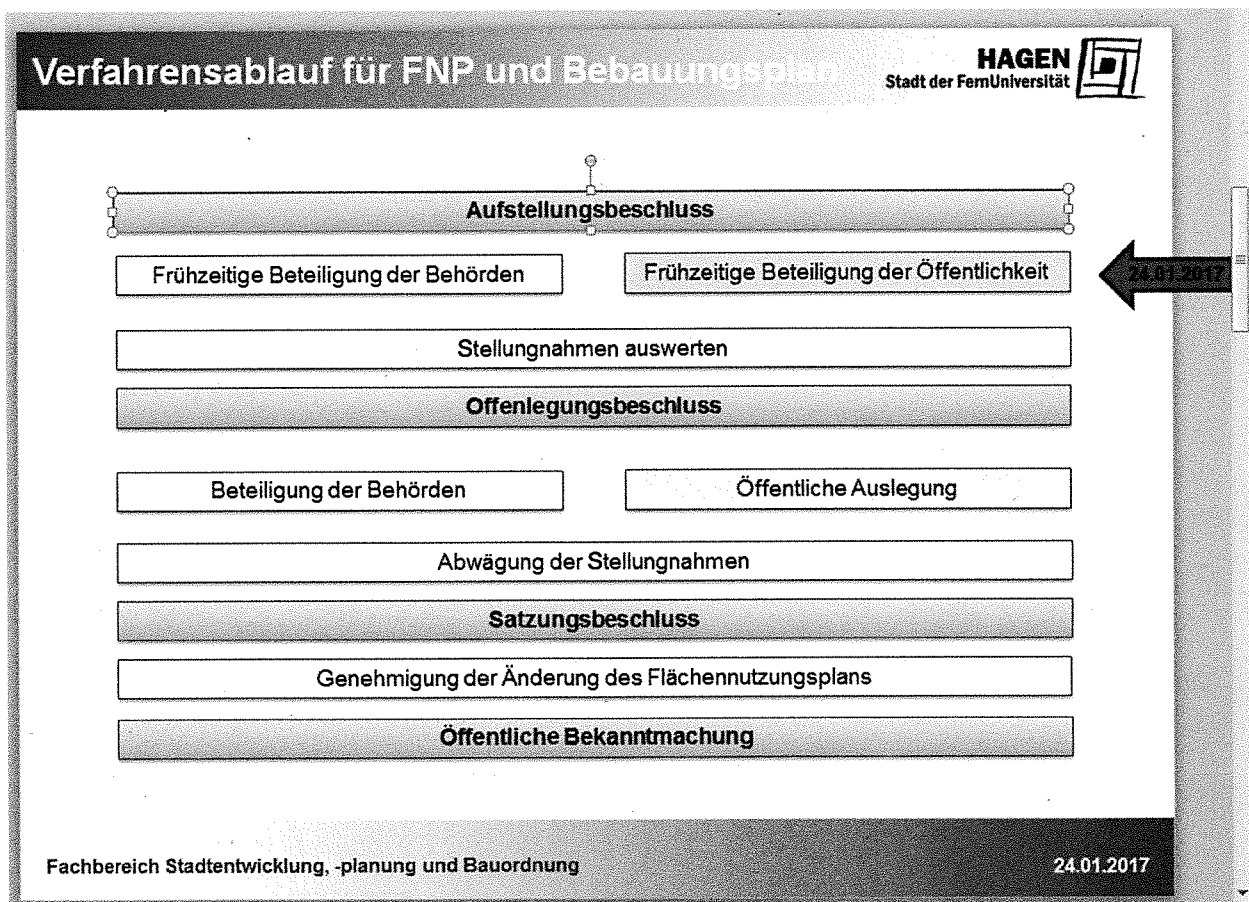 Verfahrensablauf für FNP und Bebauungsplan
HAGEN
Stadt der FernUniversität
Aufstellungsbeschluss
Frühzeitige Beteiligung der Behörden
Frühzeitige Beteiligung der Öffentlichkeit
24.01.2017
Stellungnahmen auswerten
Offenlegungsbeschluss
Beteiligung der Behörden
Öffentliche Auslegung
Abwägung der Stellungnahmen
Satzungsbeschluss
Genehmigung der Änderung des Flächennutzungsplans
Öffentliche Bekanntmachung
Fachbereich Stadtentwicklung, -planung und Bauordnung
24.01.2017